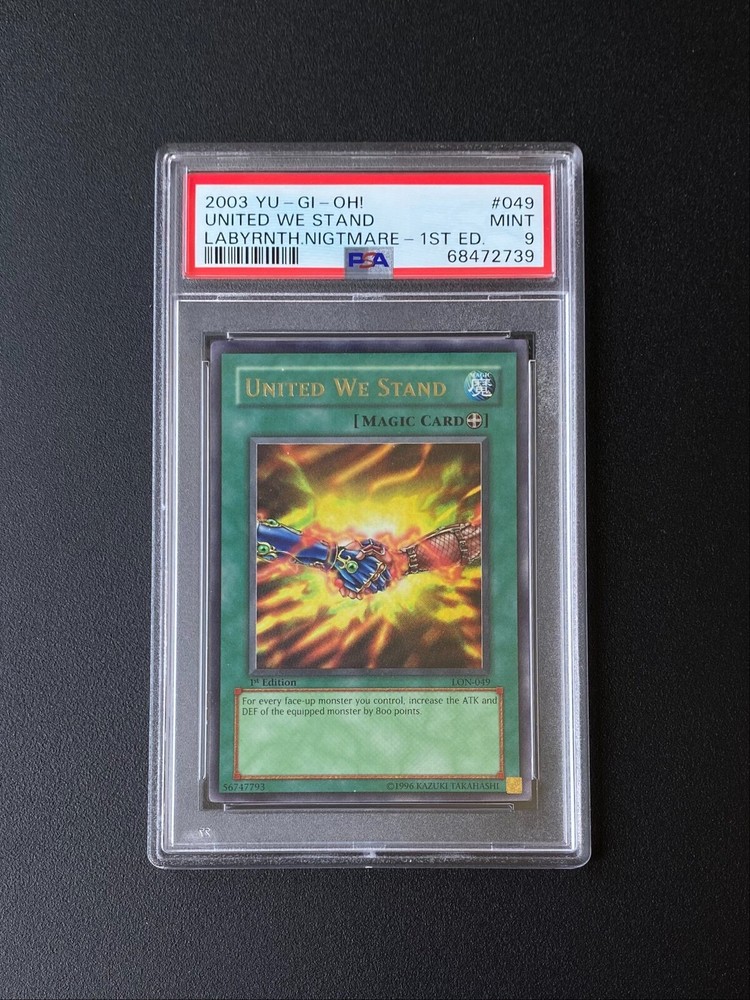 2003 YU-GI-OH! #049
UNITED WE STAND MINT
LABYRNTH.NIGTMARE-1ST ED. 9
PSA 68472739
UNITED WE STAND
MAGIC
魔
[MAGIC CARD]
1st Edition LON-049
For every face-up monster you control, increase the ATK and
DEF of the equipped monster by 800 points.
56747793 ©1996 KAZUKI TAKAHASHI